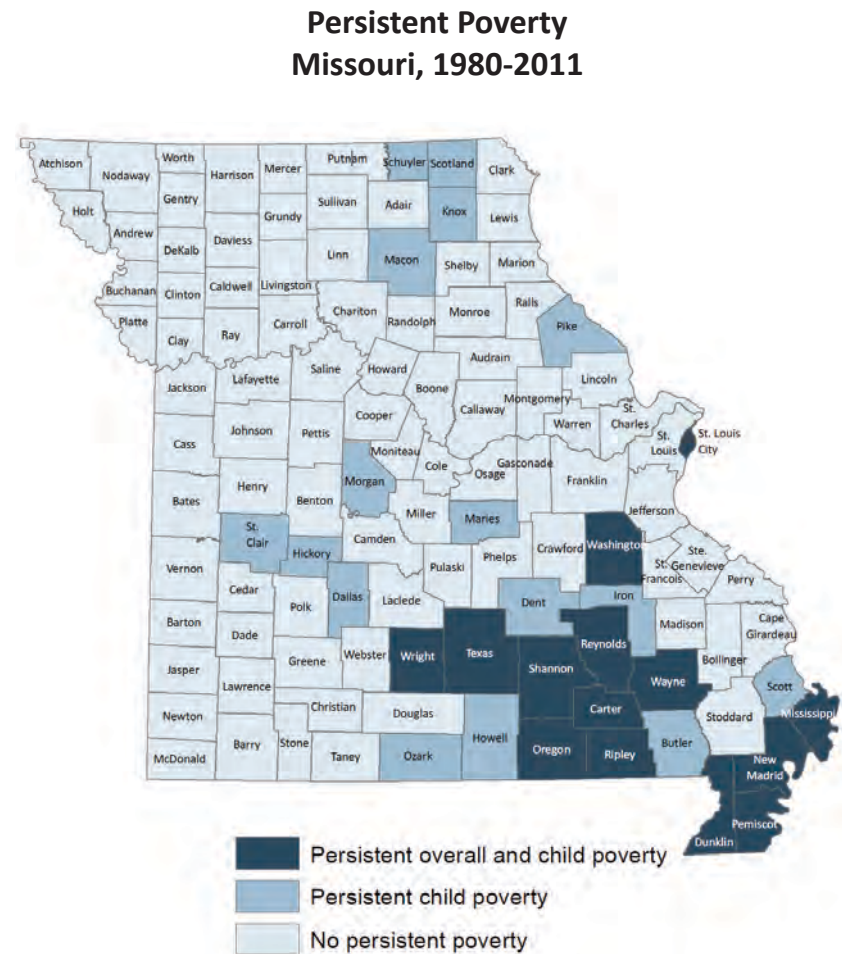 Persistent Poverty
Missouri, 1980-2011
Atchison
Nodaway
Worth
Harrison
Mercer
Putnam
Schuyler
Scotland
Clark
Gentry
Sullivan
Adair
Knox
Lewis
Holt
Andrew
DeKalb
Daviess
Grundy
Linn
Macon
Shelby
Marion
Buchanan
Clinton
Caldwell
Livingston
Chariton
Randolph
Monroe
Ralls
Pike
Platte
Clay
Ray
Carroll
Audrain
Jackson
Lafayette
Saline
Howard
Boone
Callaway
Montgomery
Lincoln
Warren
St.
Charles
St.
Louis
St. Louis
City
Cass
Johnson
Pettis
Cooper
Moniteau
Cole
Osage
Gasconade
Franklin
Jefferson
Bates
Henry
Benton
Morgan
Miller
Maries
St.
Clair
Hickory
Camden
Pulaski
Phelps
Crawford
Washington
St.
Francois
Ste.
Genevieve
Perry
Vernon
Cedar
Polk
Dallas
Laclede
Dent
Iron
Madison
Cape
Girardeau
Barton
Dade
Greene
Webster
Wright
Texas
Shannon
Reynolds
Wayne
Bollinger
Scott
Mississippi
Jasper
Lawrence
Christian
Douglas
Howell
Carter
Butler
Stoddard
Newton
McDonald
Barry
Stone
Taney
Ozark
Oregon
Ripley
New
Madrid
Pemiscot
Dunklin
Persistent overall and child poverty
Persistent child poverty
No persistent poverty